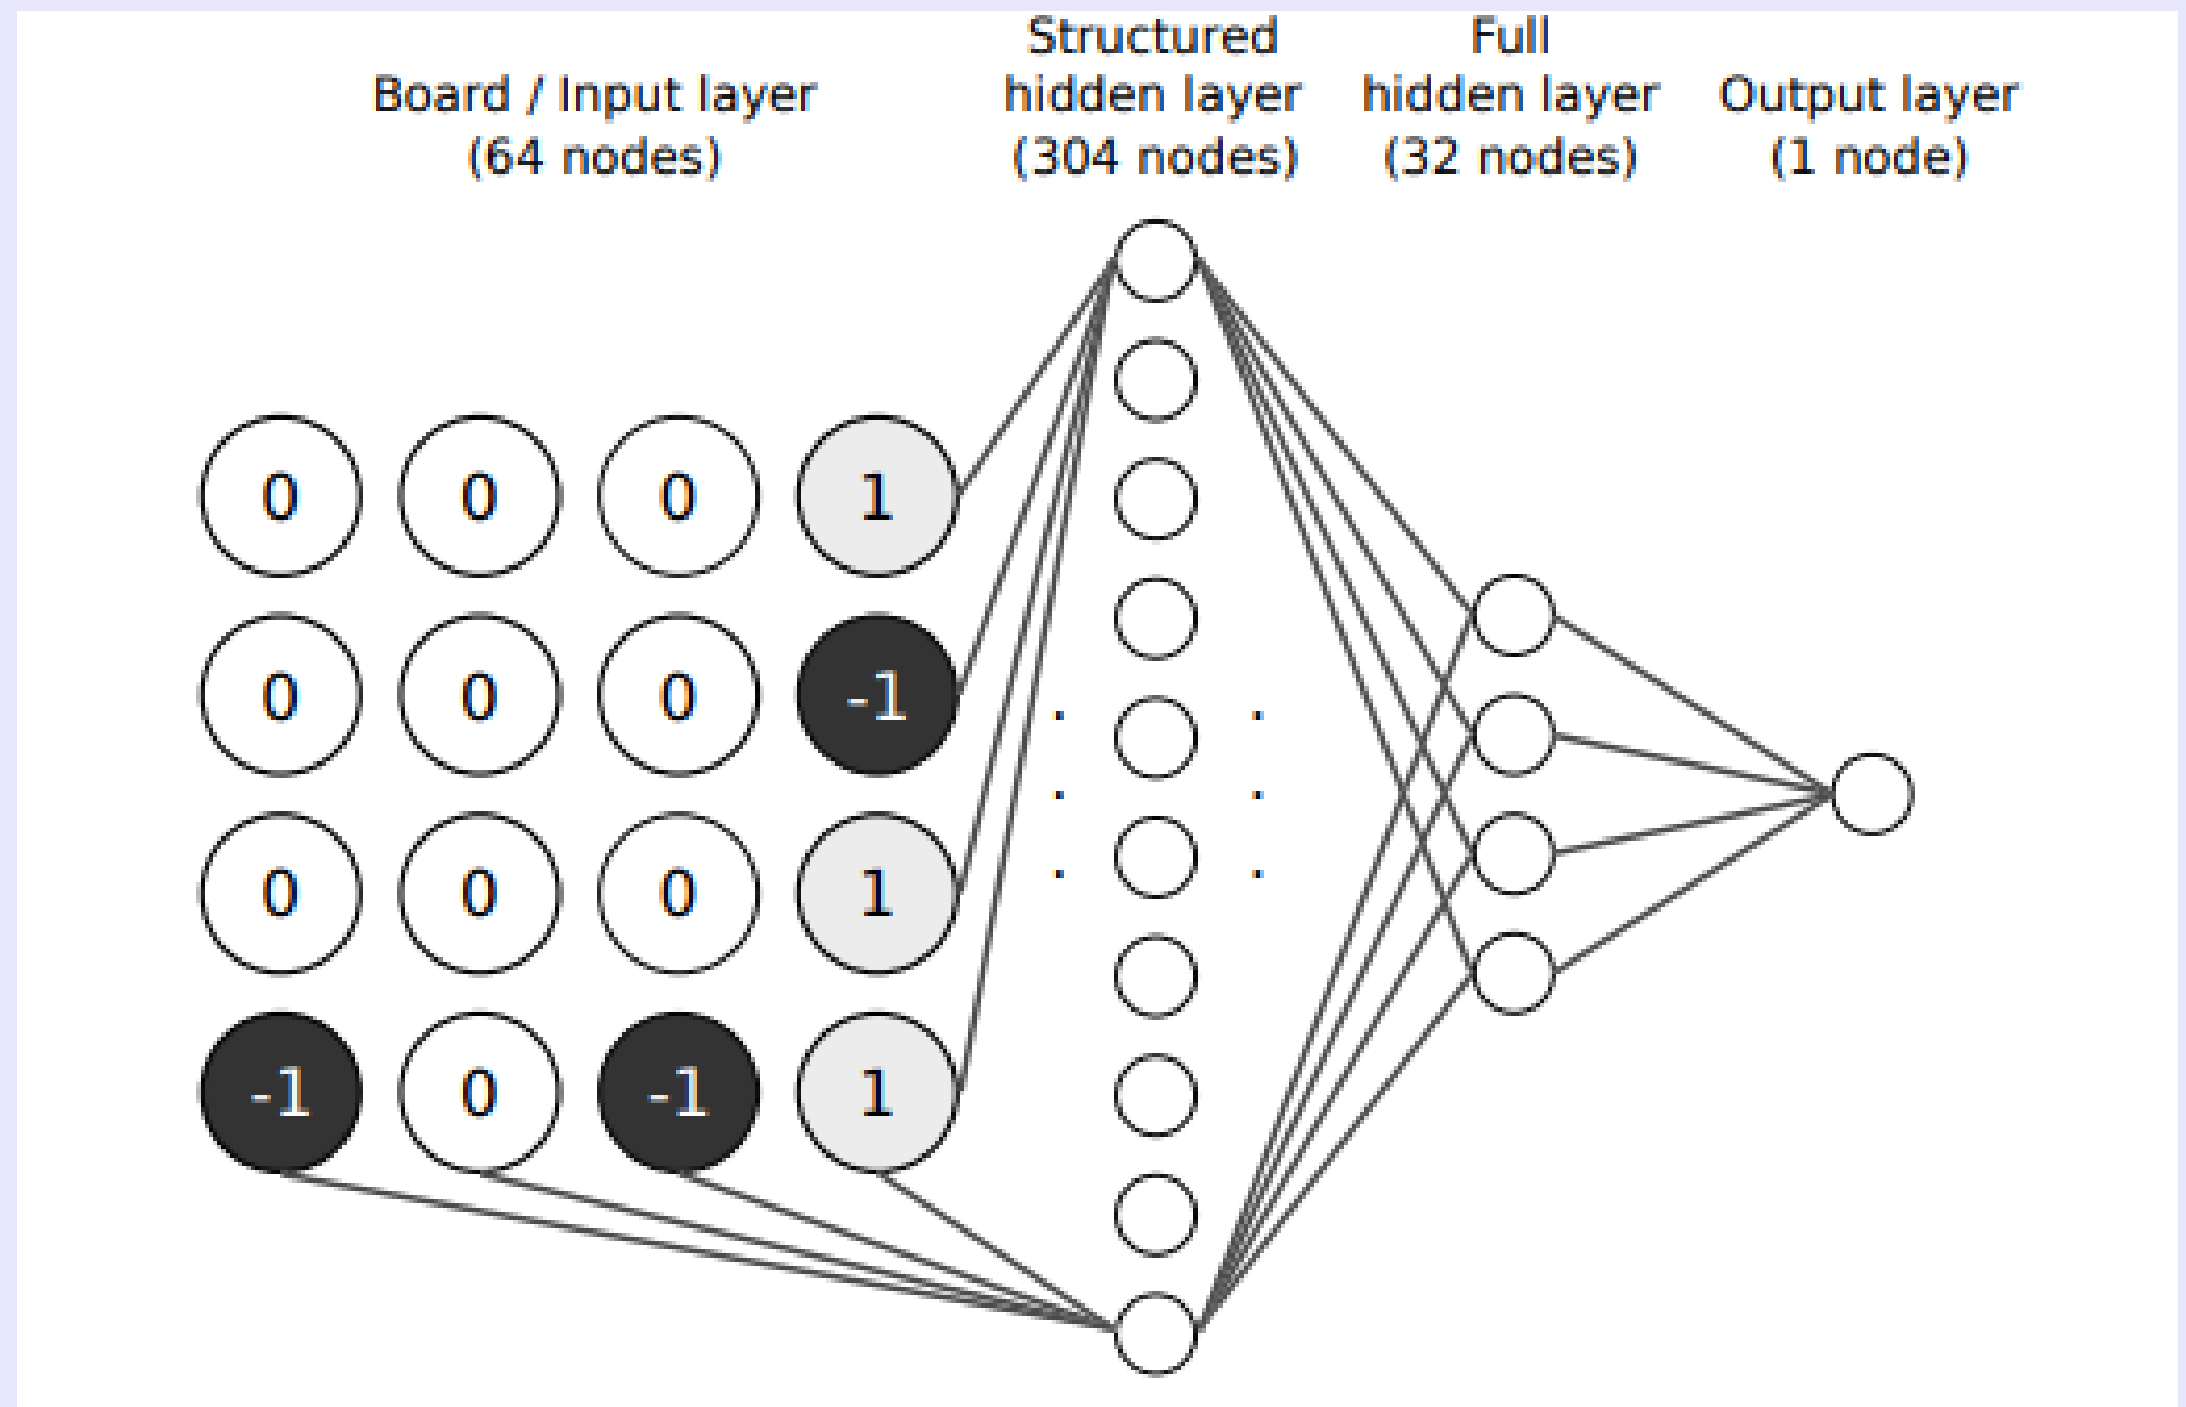 Structured
hidden layer
(304 nodes)
Full
hidden layer
(32 nodes)
Board / Input layer
(64 nodes)
Output layer
(1 node)
0 0 0 1
0 0 0 -1
0 0 0 1
-1 0 -1 1